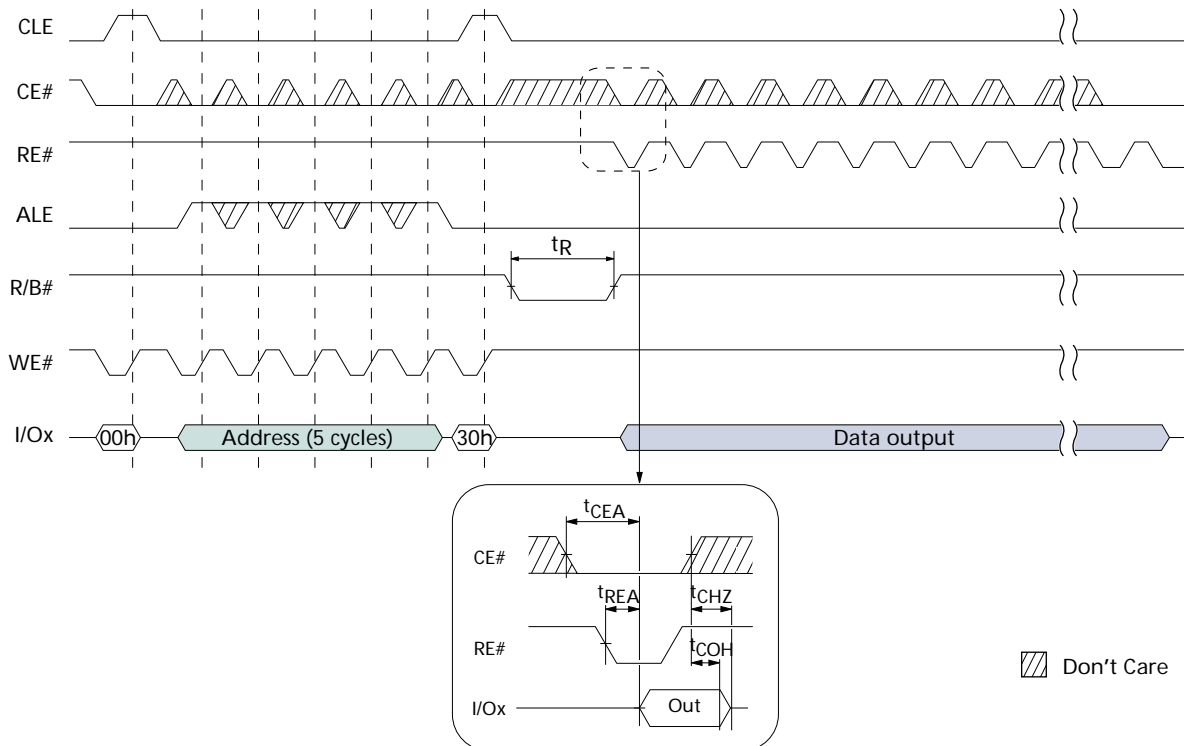 CLE
CE#
RE#
ALE
tR
R/B#
WE#
I/Ox
00h
Address (5 cycles)
30h
Data output
tCEA
CE#
tREA
tCHZ
RE#
tCOH
I/Ox
Out
Don't Care